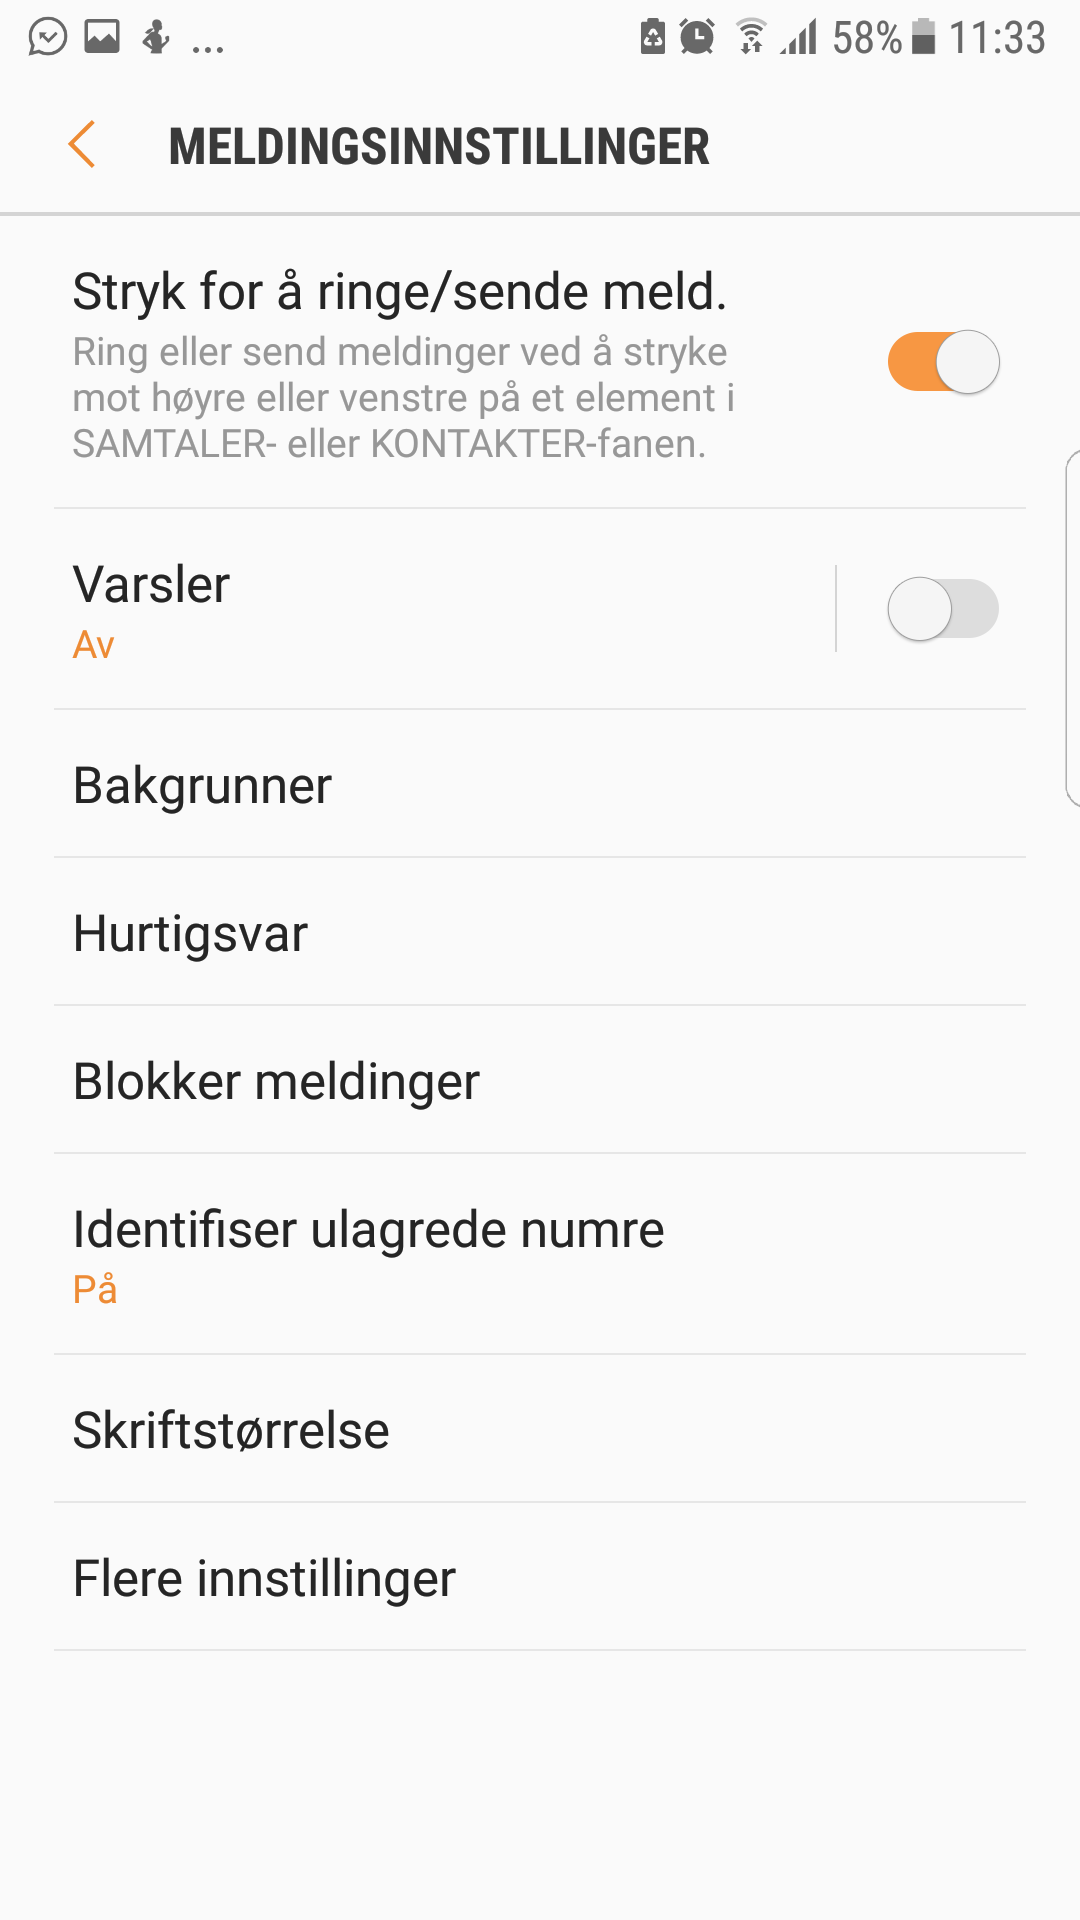 ... 58% 11:33
MELDINGSINNSTILLINGER
Stryk for å ringe/sende meld.
Ring eller send meldinger ved å stryke
mot høyre eller venstre på et element i
SAMTALER- eller KONTAKTER-fanen.
Varsler
Av
Bakgrunner
Hurtigsvar
Blokker meldinger
Identifiser ulagrede numre
På
Skriftstørrelse
Flere innstillinger